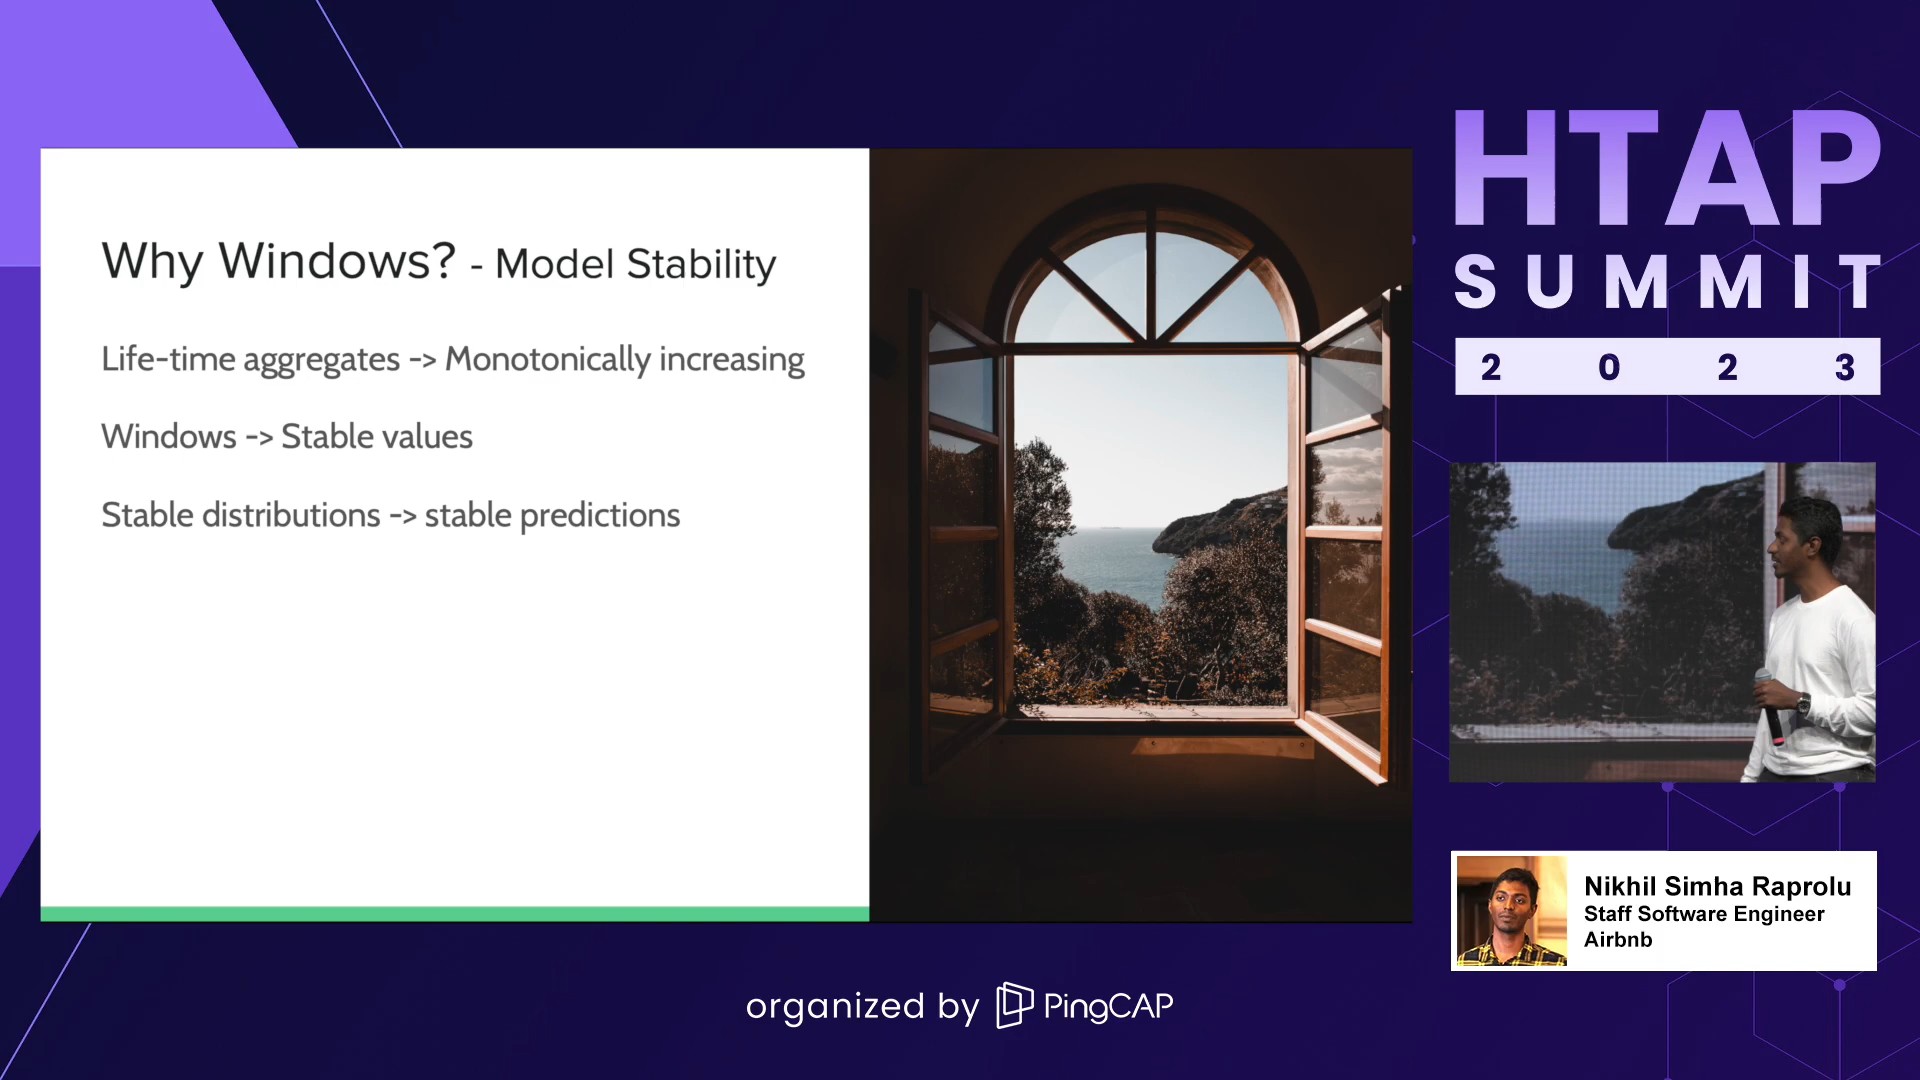 Why Windows? - Model Stability
Life-time aggregates -> Monotonically increasing
Windows -> Stable values
Stable distributions -> stable predictions
HTAP
SUMMIT
2023
Nikhil Simha Raprolu
Staff Software Engineer
Airbnb
organized by PingCAP